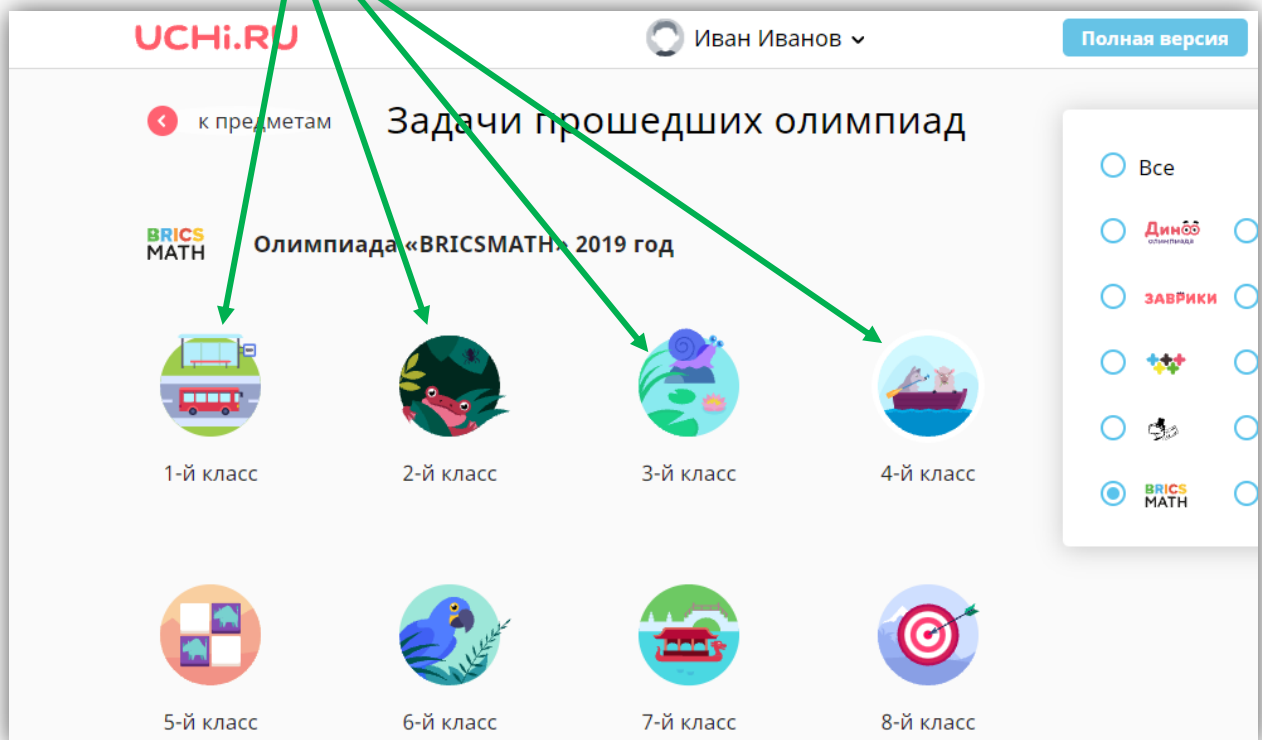 UCHi.RU
Иван Иванов
Полная версия
к предметам
Задачи прошедших олимпиад
BRICS
MATH
Олимпиада «BRICSMATH» 2019 год
1-й класс
2-й класс
3-й класс
4-й класс
5-й класс
6-й класс
7-й класс
8-й класс
Все
Дино
олимпиада
ЗАВРИКИ
BRICS
MATH